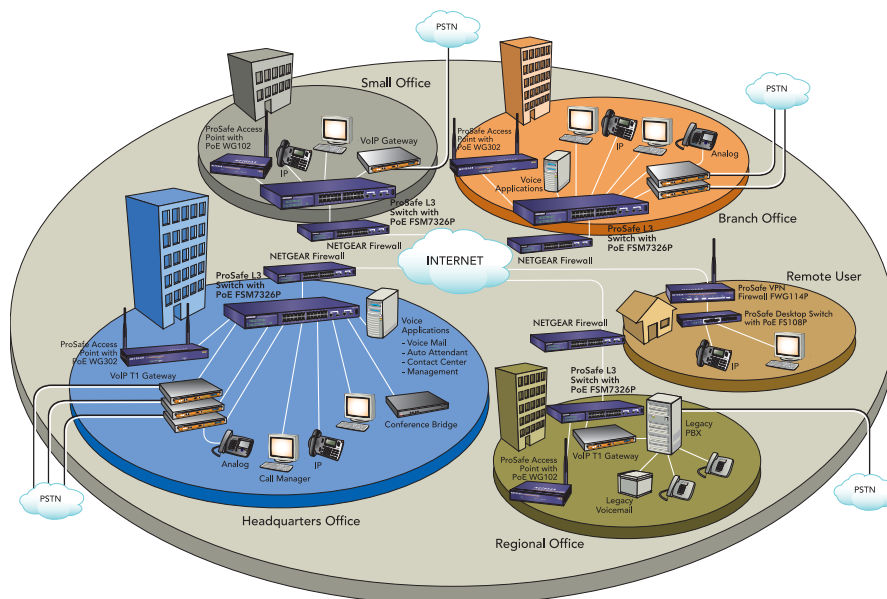 PSTN
Small Office
ProSafe Access
Point with
PoE WG102
IP
VoIP Gateway
ProSafe L3
Switch with
PoE FSM7326P
NETGEAR Firewall
ProSafe Access
Point with
PoE WG302
IP
Analog
Voice
Applications
PSTN
Branch Office
ProSafe L3
Switch with
PoE FSM7326P
NETGEAR Firewall
INTERNET
NETGEAR Firewall
ProSafe L3
Switch with
PoE FSM7326P
Voice
Applications
- Voice Mail
- Auto Attendant
- Contact Center
- Management
ProSafe Access
Point with
PoE WG302
VoIP T1 Gateway
Analog
Call Manager
IP
Conference Bridge
PSTN
Headquarters Office
Remote User
ProSafe VPN
Firewall FWG114P
ProSafe Desktop Switch
with PoE FS108P
IP
NETGEAR Firewall
ProSafe L3
Switch with
PoE FSM7326P
Legacy
PBX
VoIP T1 Gateway
ProSafe Access
Point with
PoE WG102
Legacy
Voicemail
PSTN
Regional Office